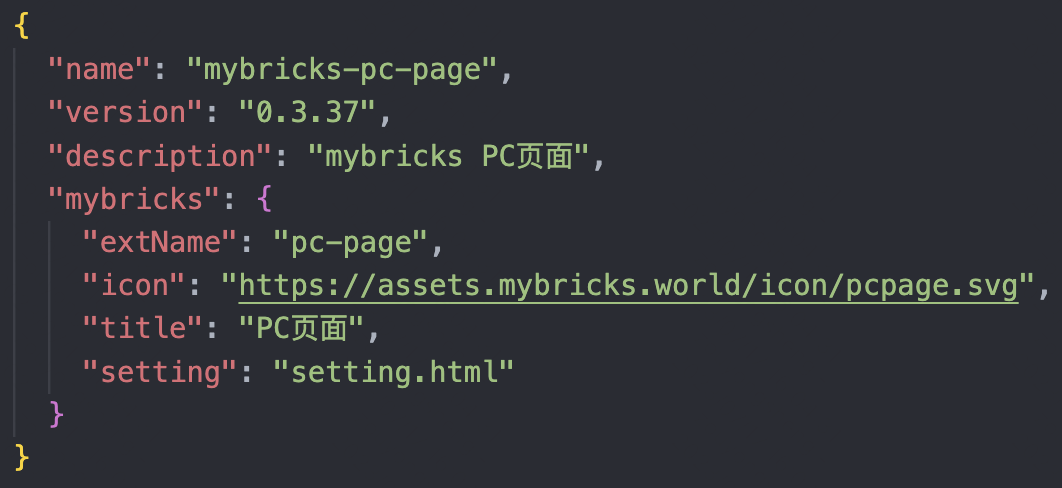 {
"name": "mybricks-pc-page",
"version": "0.3.37",
"description": "mybricks PC页面",
"mybricks": {
"extName": "pc-page",
"icon": "https://assets.mybricks.world/icon/pcpage.svg",
"title": "PC页面",
"setting": "setting.html"
}
}